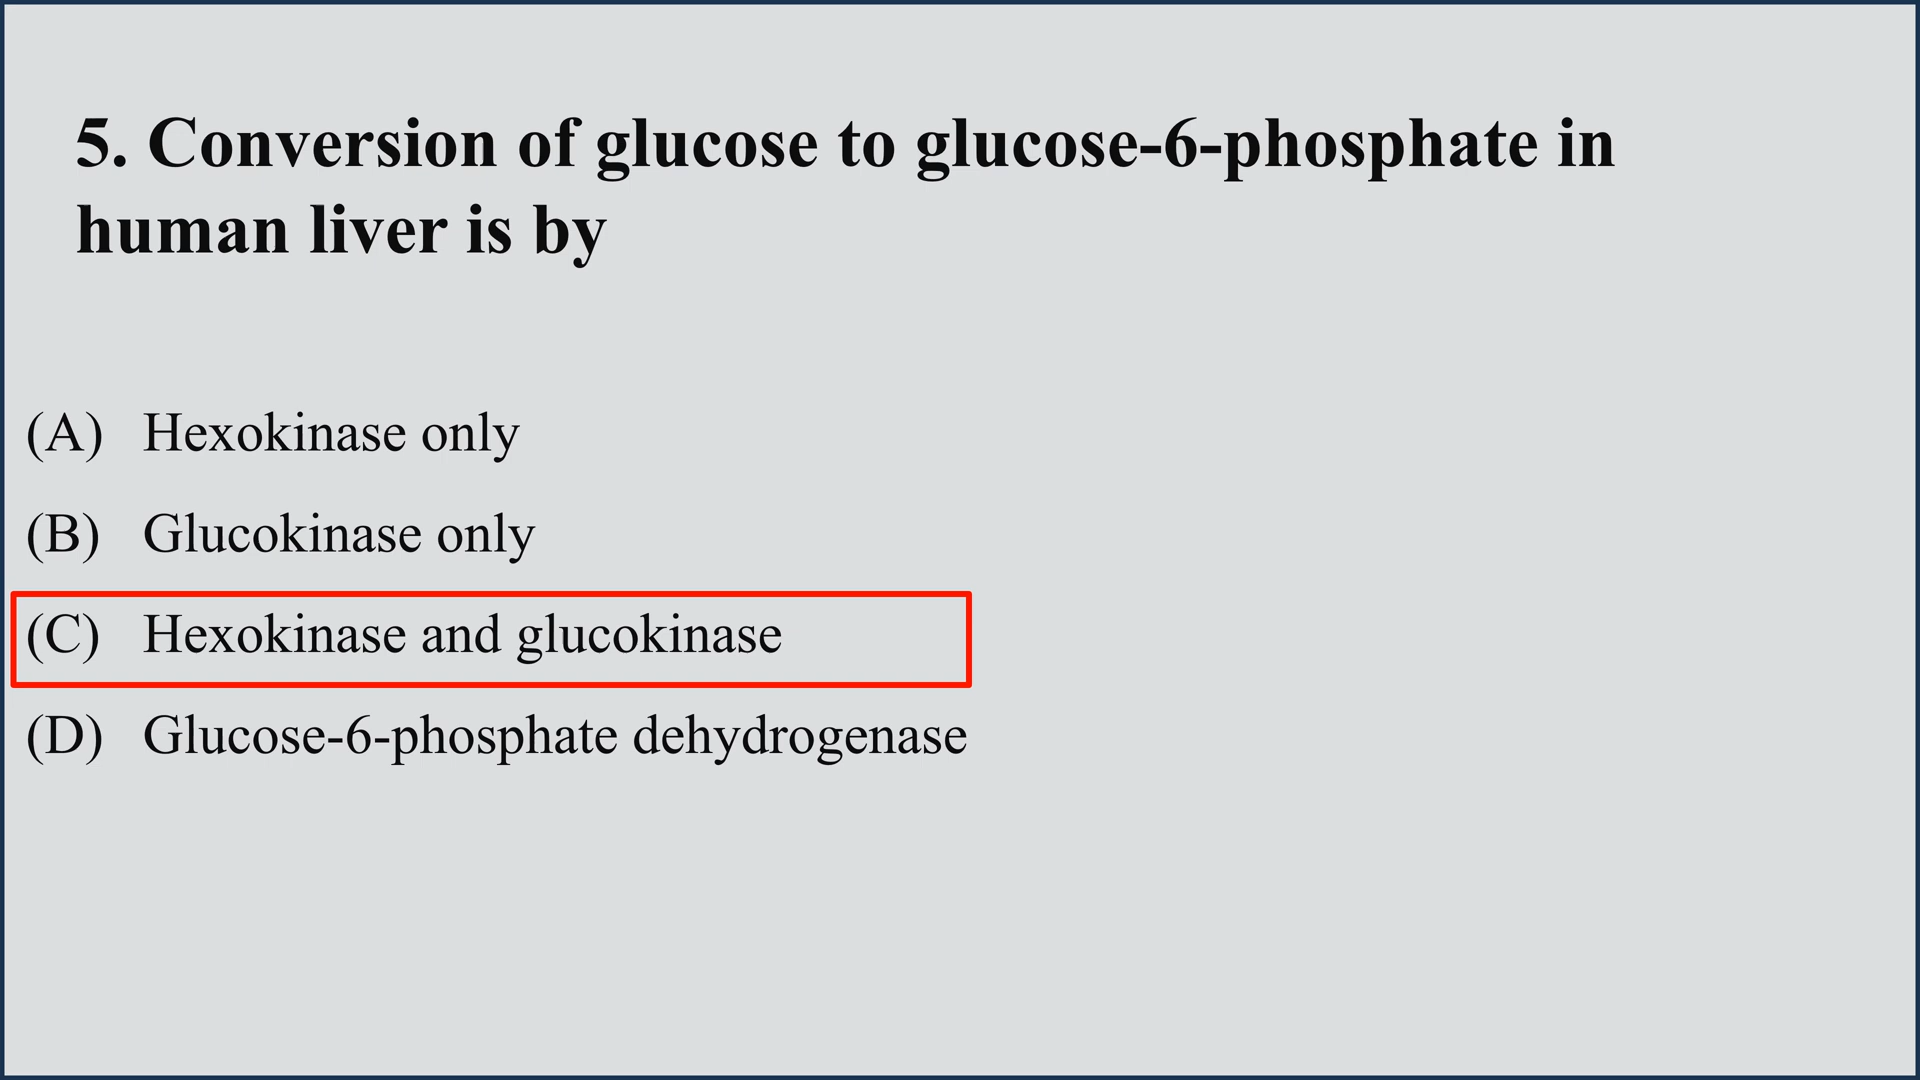 5. Conversion of glucose to glucose-6-phosphate in
human liver is by
(A) Hexokinase only
(B) Glucokinase only
(C) Hexokinase and glucokinase
(D) Glucose-6-phosphate dehydrogenase